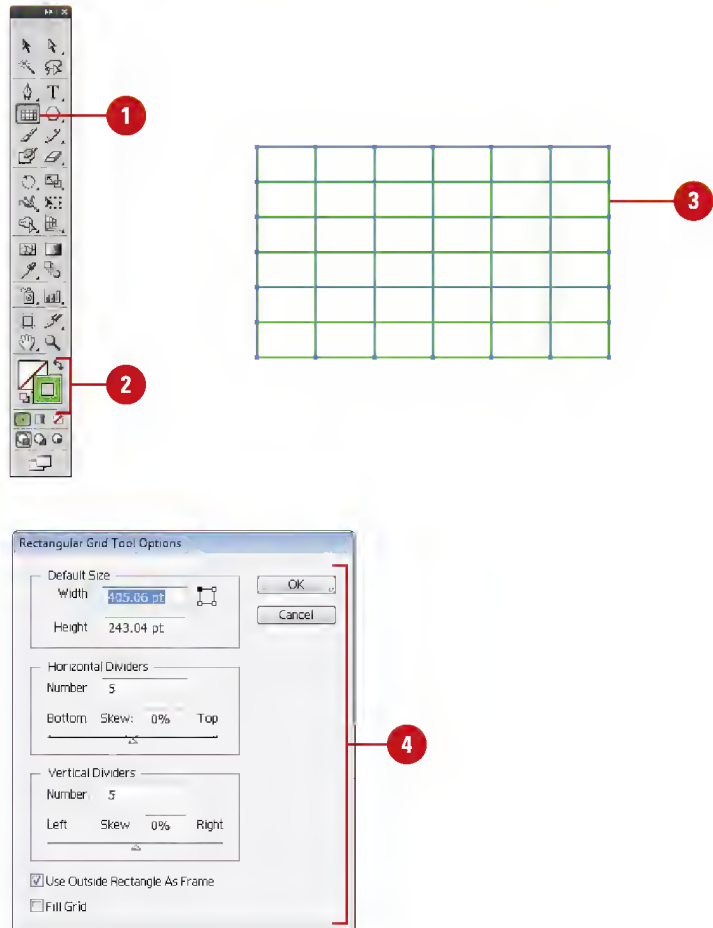 1
2
3
Rectangular Grid Tool Options
Default Size
Width 405.06 pt
Height 243.04 pt
OK
Cancel
Horizontal Dividers
Number 5
Bottom Skew: 0% Top
Vertical Dividers
Number 5
Left Skew 0% Right
Use Outside Rectangle As Frame
Fill Grid
4